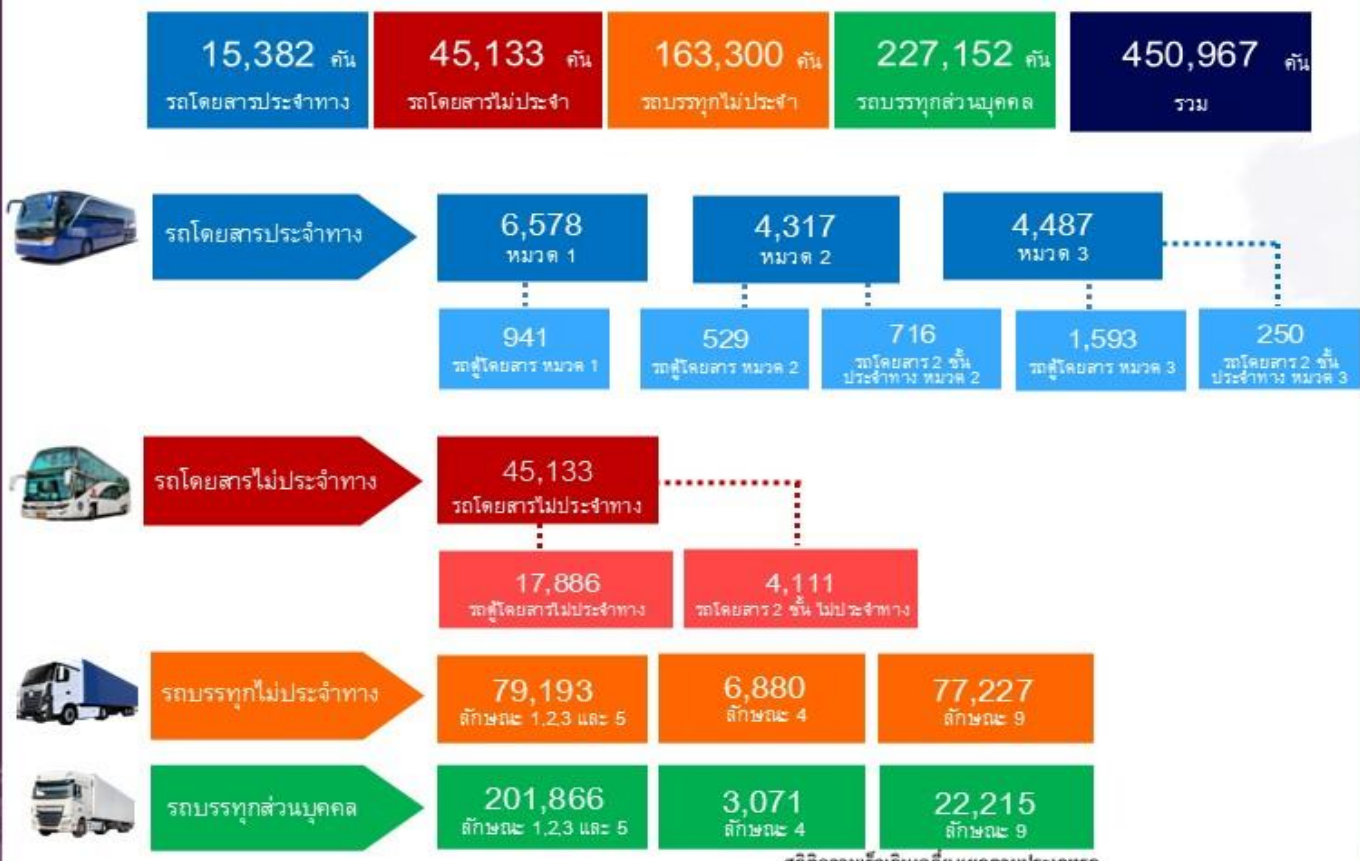 15,382 คัน
รถโดยสารประจำทาง
45,133 คัน
รถโดยสารไม่ประจำ
163,300 คัน
รถบรรทุกไม่ประจำ
227,152 คัน
รถบรรทุกส่วนบุคคล
450,967 คัน
รวม
รถโดยสารประจำทาง
6,578
หมวด 1
4,317
หมวด 2
4,487
หมวด 3
941
รถตู้โดยสาร หมวด 1
529
รถตู้โดยสาร หมวด 2
716
รถโดยสาร 2 ชั้น
ประจำทาง หมวด 2
1,593
รถตู้โดยสาร หมวด 3
250
รถโดยสาร 2 ชั้น
ประจำทาง หมวด 3
รถโดยสารไม่ประจำทาง
45,133
รถโดยสารไม่ประจำทาง
17,886
รถตู้โดยสารไม่ประจำทาง
4,111
รถโดยสาร 2 ชั้น ไม่ประจำทาง
รถบรรทุกไม่ประจำทาง
79,193
ลักษณะ 1,2,3 และ 5
6,880
ลักษณะ 4
77,227
ลักษณะ 9
รถบรรทุกส่วนบุคคล
201,866
ลักษณะ 1,2,3 และ 5
3,071
ลักษณะ 4
22,215
ลักษณะ 9